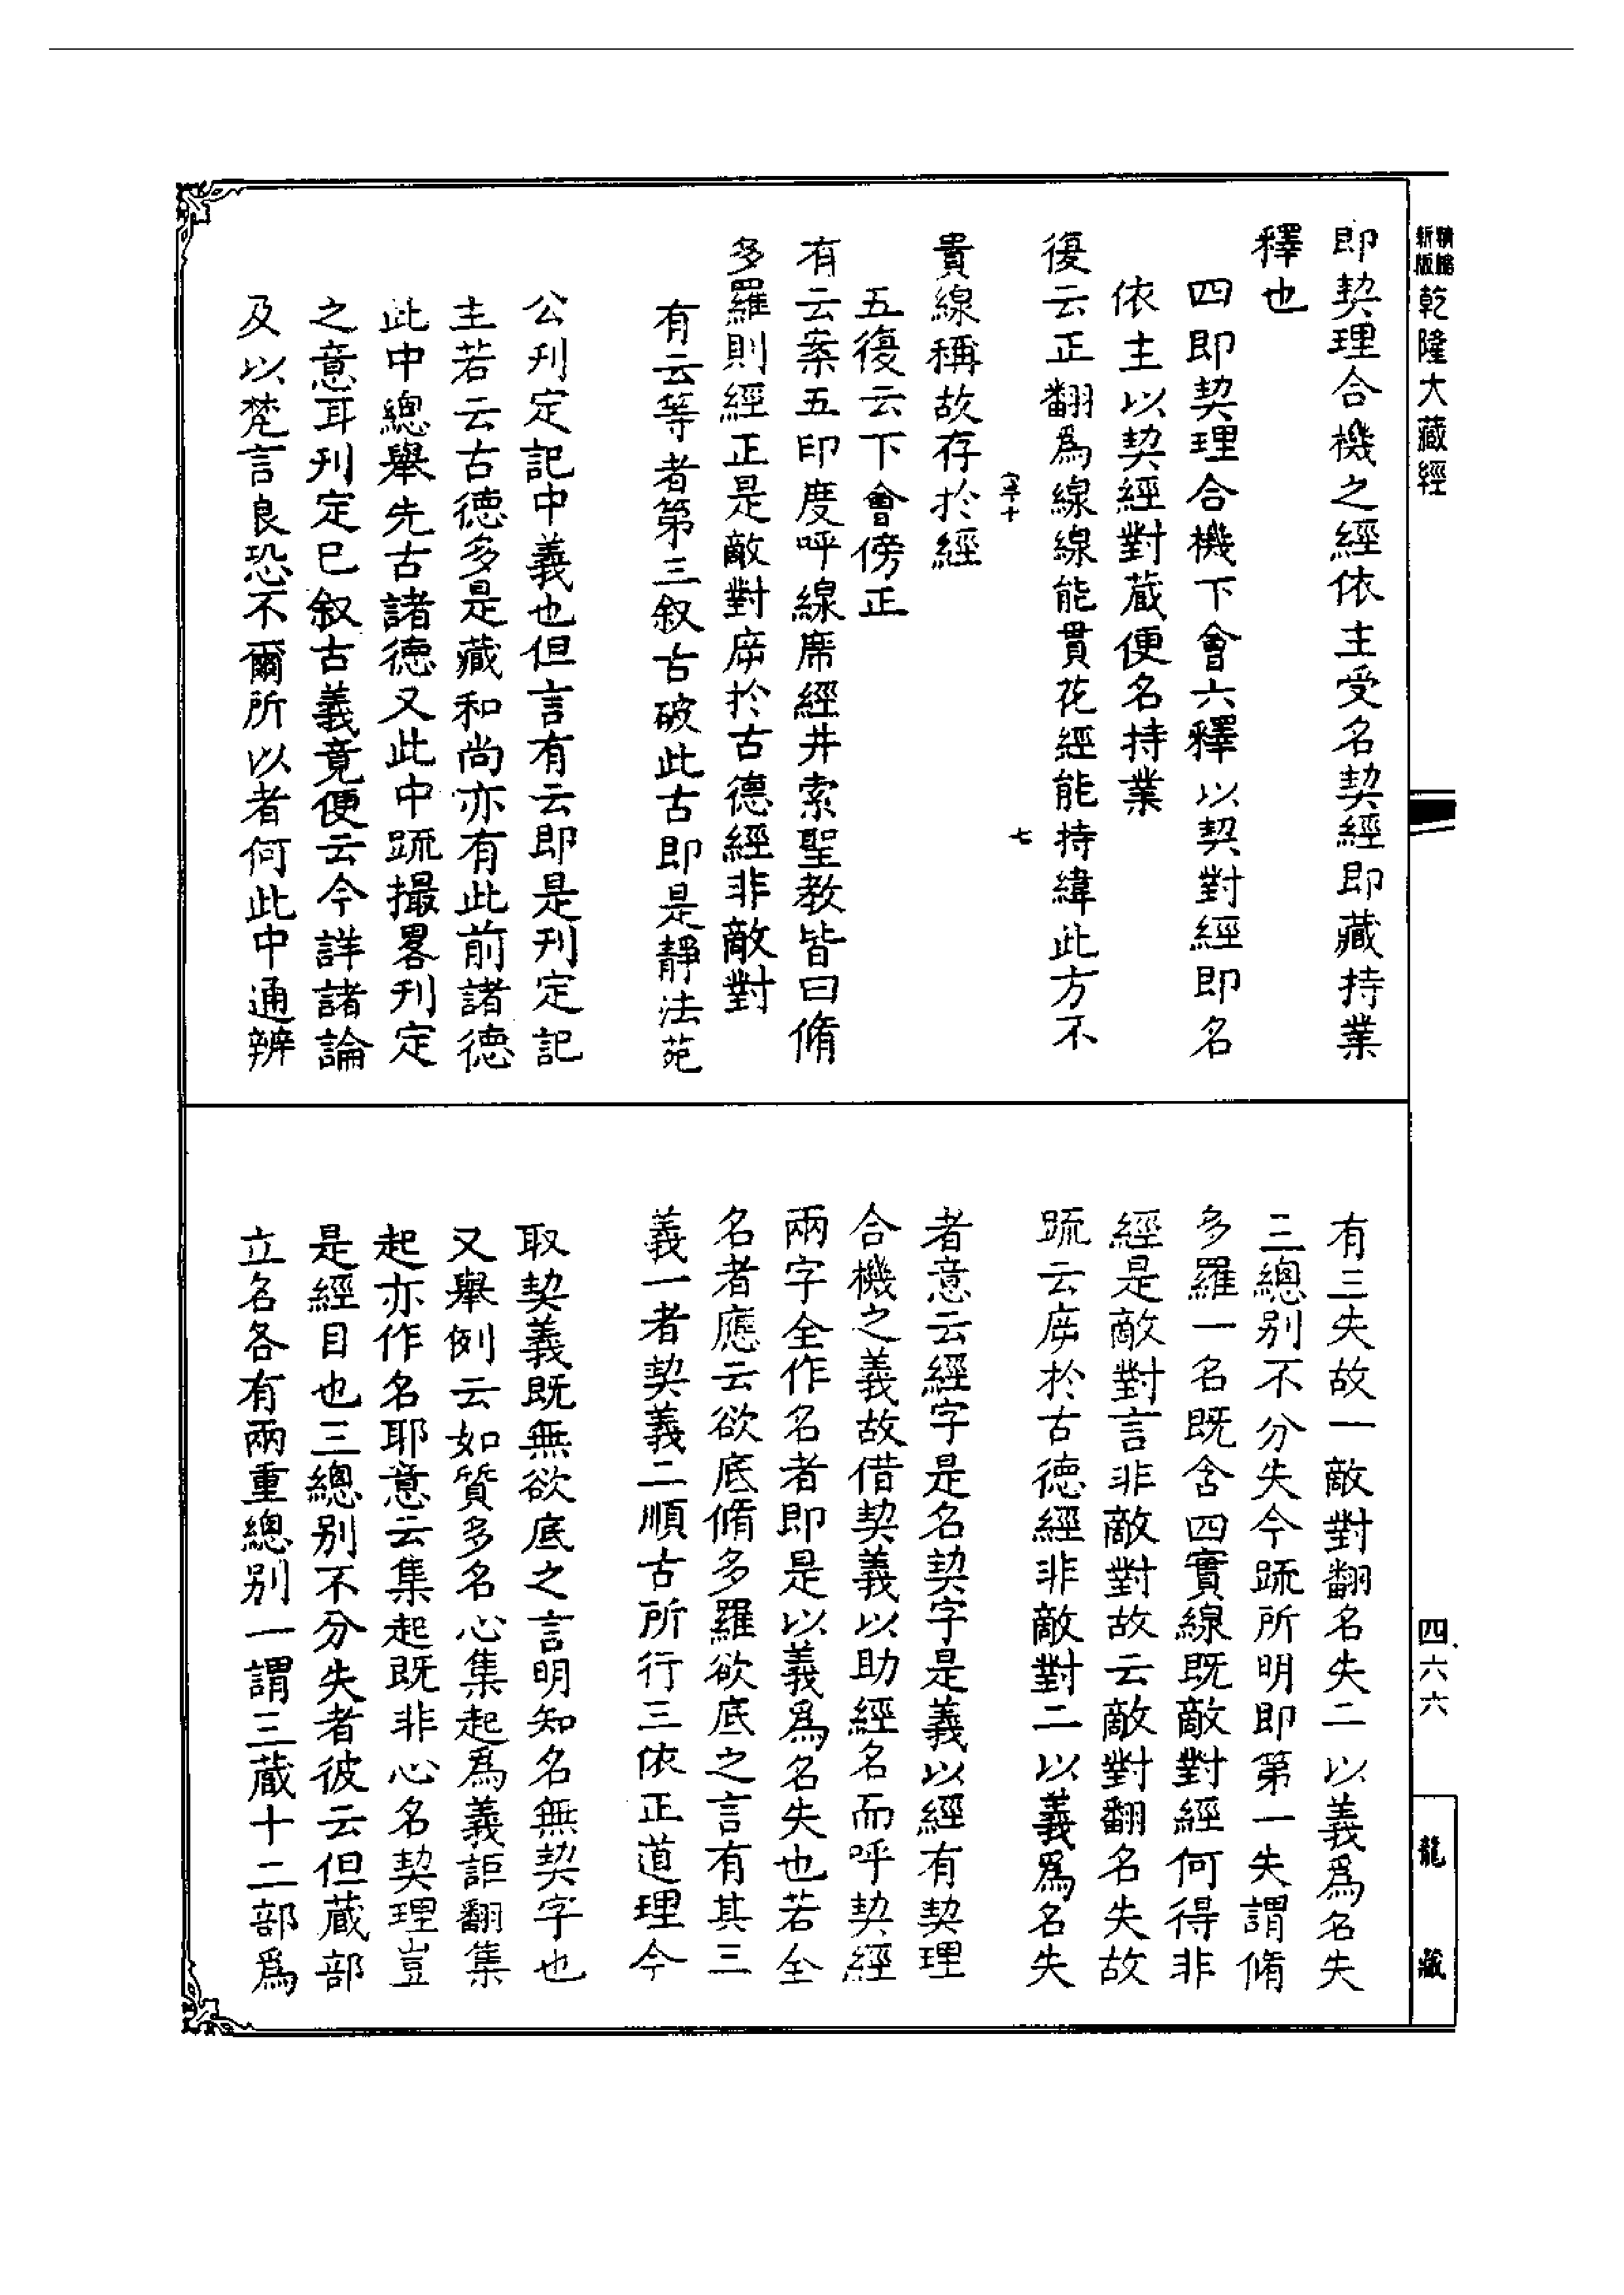 新版
乾隆大藏經
即契理合機之經依主受名契經即藏持業
釋也
四即契理合機下會六釋以契對經即名
依主以契經對蔵便名持業
復云正翻爲線線能貫花經能持緯此方不
七
貴線稱故存於經
五復云下會傍正
有云案五印度呼線席經井索聖教皆曰脩
多羅則經正是敵對庠於古德經非敵對
有云等者第三叙古破此古即是靜法苑
公刋定記中義也但言有云即是刋定記
主若云古德多是藏和尚亦有此前諸德
此中總舉先古諸德又此中䟽撮畧刋定
之意耳刋定已叙古義竟便云今詳諸論
及以梵言良恐不爾所以者何此中通辨
有三失故一敵對翻名失二以義爲名失
三總别不分失今䟽所明即第一失謂脩
多羅一名既含四實線既敵對經何得非
經是敵對言非敵對故云敵對翻名失故
䟽云庠於古德經非敵對二以義爲名失
者意云經字是名契字是義以經有契理
合機之義故借契義以助經名而呼契經
兩字全作名者即是以義爲名失也若全
名者應云欲底脩多羅欲底之言有其三
義一者契義二順古所行三依正道理今
取契義既無欲底之言明知名無契字也
又舉例云如質多名心集起爲義詎翻集
起亦作名耶意云集起既非心名契理豈
是經目也三總别不分失者彼云但蔵部
立名各有兩重總别一謂三蔵十二部爲
四六六
龍藏